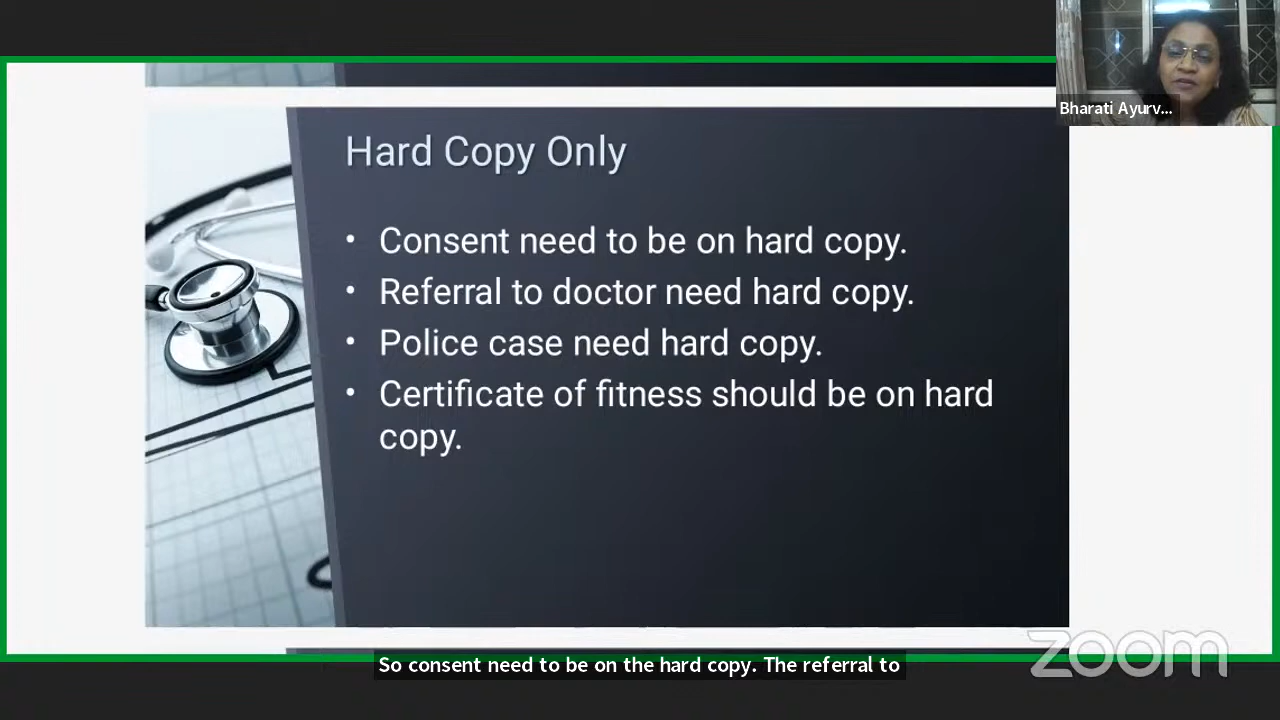 Bharati Ayurv...
Hard Copy Only
• Consent need to be on hard copy.
• Referral to doctor need hard copy.
• Police case need hard copy.
• Certificate of fitness should be on hard
copy.
zoom
So consent need to be on the hard copy. The referral to